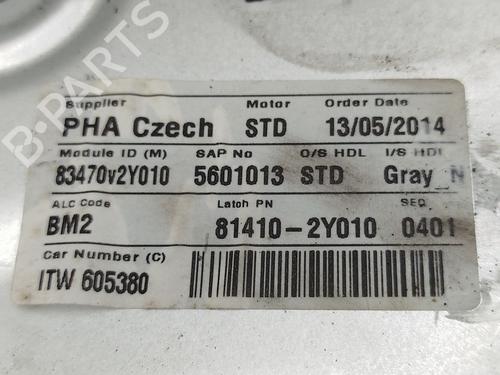 Supplier Motor Order Date
PHA Czech STD 13/05/2014
Module ID (M) SAP No O/S HDL I/S HDL
83470v2Y010 5601013 STD Gray_N
ALC Code Latch PN SEQ
BM2 81410-2Y010 0401
Car Number (C)
ITW 605380
B-PARTS